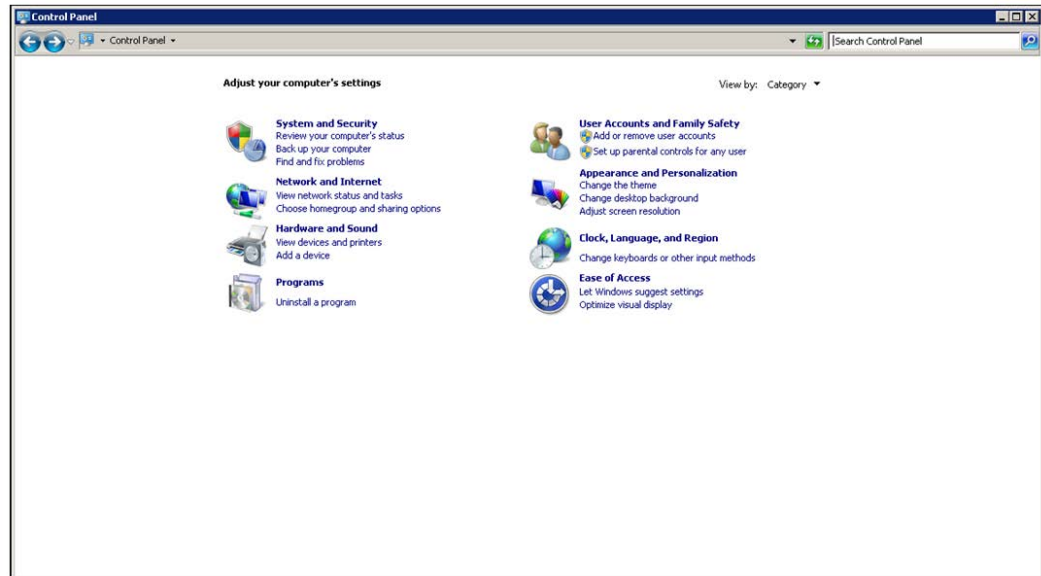 Control Panel
Control Panel
Search Control Panel
Adjust your computer's settings
View by: Category
System and Security
Review your computer's status
Back up your computer
Find and fix problems
Network and Internet
View network status and tasks
Choose homegroup and sharing options
Hardware and Sound
View devices and printers
Add a device
Programs
Uninstall a program
User Accounts and Family Safety
Add or remove user accounts
Set up parental controls for any user
Appearance and Personalization
Change the theme
Change desktop background
Adjust screen resolution
Clock, Language, and Region
Change keyboards or other input methods
Ease of Access
Let Windows suggest settings
Optimize visual display